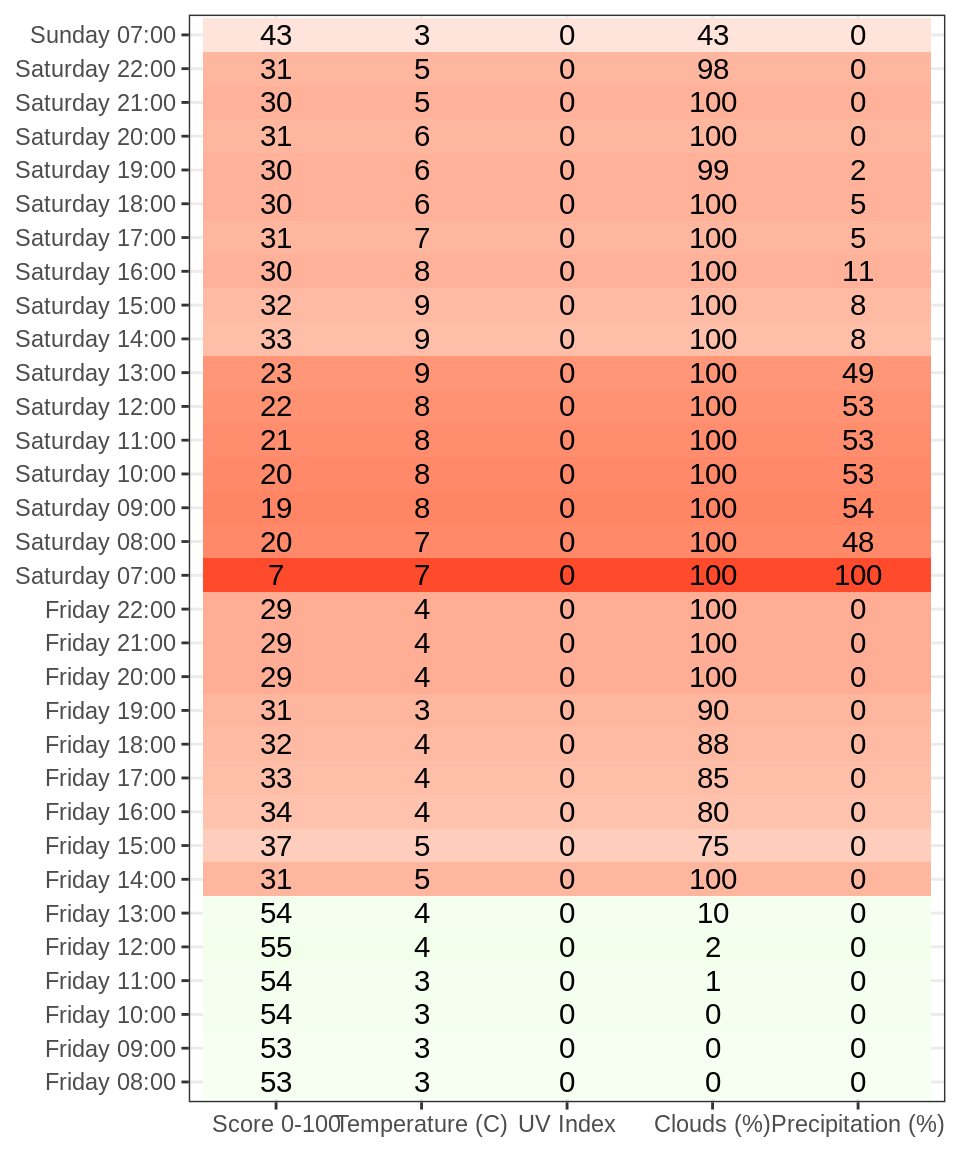 Sunday 07:00 43 3 0 43 0
Saturday 22:00 31 5 0 98 0
Saturday 21:00 30 5 0 100 0
Saturday 20:00 31 6 0 100 0
Saturday 19:00 30 6 0 99 2
Saturday 18:00 30 6 0 100 5
Saturday 17:00 31 7 0 100 5
Saturday 16:00 30 8 0 100 11
Saturday 15:00 32 9 0 100 8
Saturday 14:00 33 9 0 100 8
Saturday 13:00 23 9 0 100 49
Saturday 12:00 22 8 0 100 53
Saturday 11:00 21 8 0 100 53
Saturday 10:00 20 8 0 100 53
Saturday 09:00 19 8 0 100 54
Saturday 08:00 20 7 0 100 48
Saturday 07:00 7 7 0 100 100
Friday 22:00 29 4 0 100 0
Friday 21:00 29 4 0 100 0
Friday 20:00 29 4 0 100 0
Friday 19:00 31 3 0 90 0
Friday 18:00 32 4 0 88 0
Friday 17:00 33 4 0 85 0
Friday 16:00 34 4 0 80 0
Friday 15:00 37 5 0 75 0
Friday 14:00 31 5 0 100 0
Friday 13:00 54 4 0 10 0
Friday 12:00 55 4 0 2 0
Friday 11:00 54 3 0 1 0
Friday 10:00 54 3 0 0 0
Friday 09:00 53 3 0 0 0
Friday 08:00 53 3 0 0 0
Score 0-100 Temperature (C) UV Index Clouds (%) Precipitation (%)